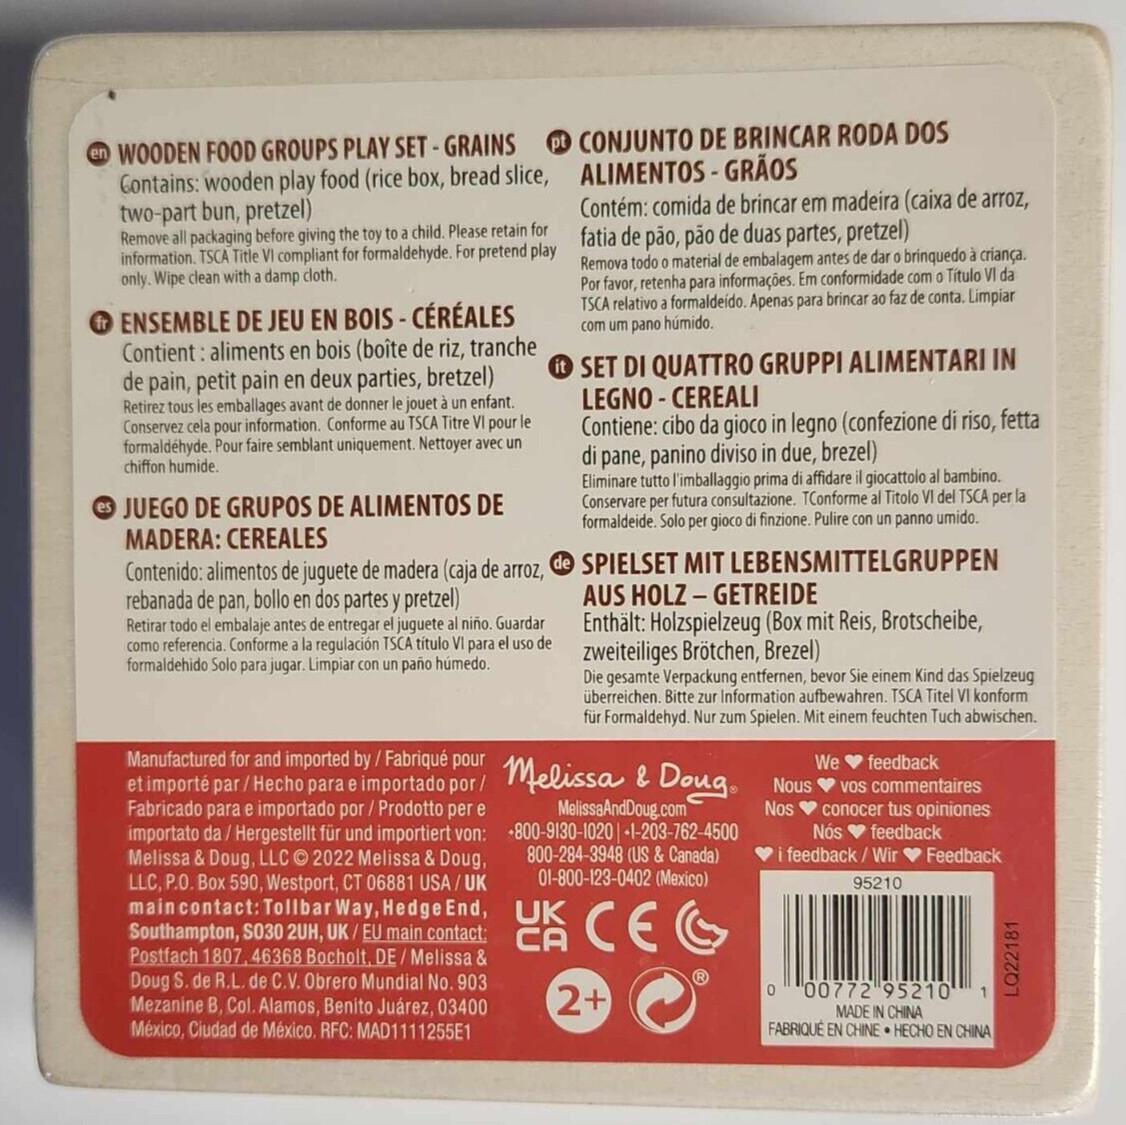 en WOODEN FOOD GROUPS PLAY SET - GRAINS
Contains: wooden play food (rice box, bread slice,
two-part bun, pretzel)
Remove all packaging before giving the toy to a child. Please retain for
information. TSCA Title VI compliant for formaldehyde. For pretend play
only. Wipe clean with a damp cloth.
fr ENSEMBLE DE JEU EN BOIS - CÉRÉALES
Contient : aliments en bois (boîte de riz, tranche
de pain, petit pain en deux parties, bretzel)
Retirez tous les emballages avant de donner le jouet à un enfant.
Conservez cela pour information. Conforme au TSCA Titre VI pour le
formaldéhyde. Pour faire semblant uniquement. Nettoyer avec un
chiffon humide.
es JUEGO DE GRUPOS DE ALIMENTOS DE
MADERA: CEREALES
Contenido: alimentos de juguete de madera (caja de arroz,
rebanada de pan, bollo en dos partes y pretzel)
Retirar todo el embalaje antes de entregar el juguete al niño. Guardar
como referencia. Conforme a la regulación TSCA título VI para el uso de
formaldehido Solo para jugar. Limpiar con un paño húmedo.
pt CONJUNTO DE BRINCAR RODA DOS
ALIMENTOS - GRÃOS
Contém: comida de brincar em madeira (caixa de arroz,
fatia de pão, pão de duas partes, pretzel)
Remova todo o material de embalagem antes de dar o brinquedo à criança.
Por favor, retenha para informações. Em conformidade com o Título VI da
TSCA relativo a formaldeído. Apenas para brincar ao faz de conta. Limpiar
com um pano húmido.
it SET DI QUATTRO GRUPPI ALIMENTARI IN
LEGNO - CEREALI
Contiene: cibo da gioco in legno (confezione di riso, fetta
di pane, panino diviso in due, brezel)
Eliminare tutto l'imballaggio prima di affidare il giocattolo al bambino.
Conservare per futura consultazione. TConforme al Titolo VI del TSCA per la
formaldeide. Solo per gioco di finzione. Pulire con un panno umido.
de SPIELSET MIT LEBENSMITTELGRUPPEN
AUS HOLZ – GETREIDE
Enthält: Holzspielzeug (Box mit Reis, Brotscheibe,
zweiteiliges Brötchen, Brezel)
Die gesamte Verpackung entfernen, bevor Sie einem Kind das Spielzeug
überreichen. Bitte zur Information aufbewahren. TSCA Titel VI konform
für Formaldehyd. Nur zum Spielen. Mit einem feuchten Tuch abwischen.
Manufactured for and imported by / Fabriqué pour
et importé par / Hecho para e importado por /
Fabricado para e importado por / Prodotto per e
importato da / Hergestellt für und importiert von:
Melissa & Doug, LLC © 2022 Melissa & Doug,
LLC, P.O. Box 590, Westport, CT 06881 USA / UK
main contact: Tollbar Way, Hedge End,
Southampton, SO30 2UH, UK / EU main contact:
Postfach 1807, 46368 Bocholt, DE / Melissa &
Doug S. de R.L. de C.V. Obrero Mundial No. 903
Mezanine B, Col. Alamos, Benito Juárez, 03400
México, Ciudad de México. RFC: MAD1111255E1
Melissa & Doug®
MelissaAndDoug.com
+800-9130-1020 | +1-203-762-4500
800-284-3948 (US & Canada)
01-800-123-0402 (Mexico)
UK
CA CE
2+ ®
We ♥ feedback
Nous ♥ vos commentaires
Nos ♥ conocer tus opiniones
Nós ♥ feedback
♥ i feedback / Wir ♥ Feedback
95210
0 00772 95210 1
MADE IN CHINA
FABRIQUÉ EN CHINE • HECHO EN CHINA
LQ22181